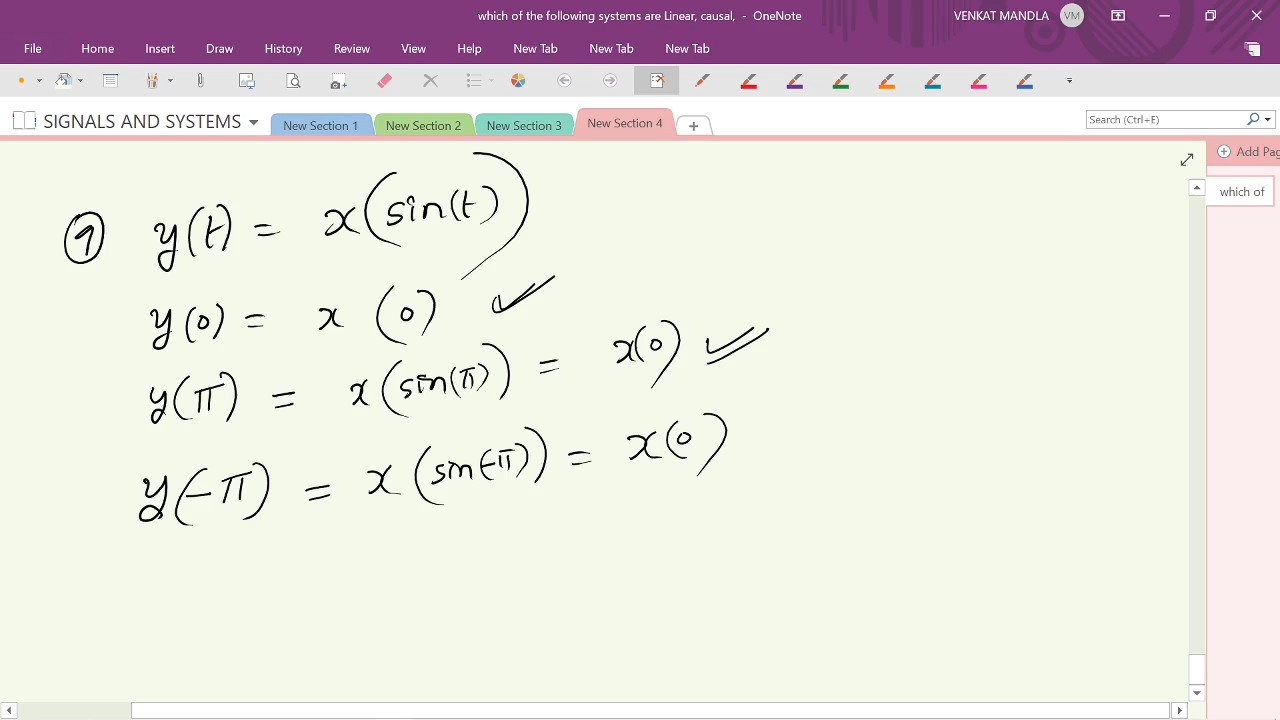 which of the following systems are Linear, causal, - OneNote
VENKAT MANDLA VM
File Home Insert Draw History Review View Help New Tab New Tab New Tab
SIGNALS AND SYSTEMS New Section 1 New Section 2 New Section 3 New Section 4 Search (Ctrl+E)
Add Pag
which of
9 y(t) = x(sin(t))
y(0) = x (0) ✓
y(π) = x(sin(π)) = x(0) ✓
y(-π) = x(sin(-π)) = x(0)